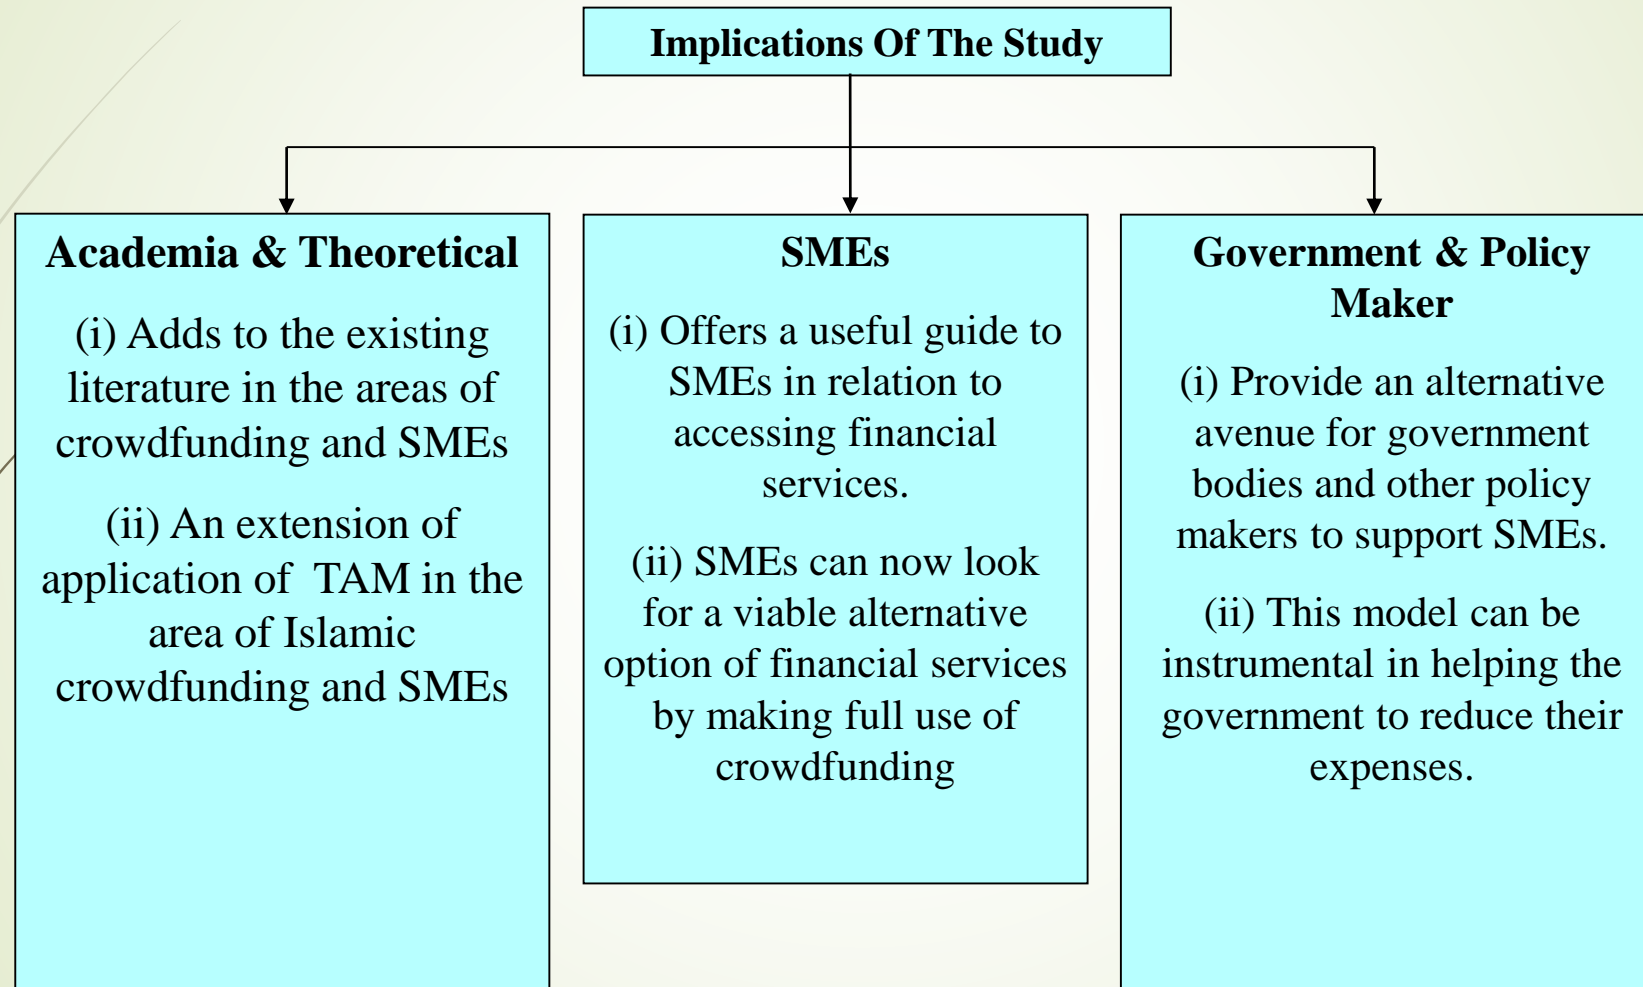 Implications Of The Study
Academia & Theoretical
(i) Adds to the existing
literature in the areas of
crowdfunding and SMEs
(ii) An extension of
application of TAM in the
area of Islamic
crowdfunding and SMEs
SMEs
(i) Offers a useful guide to
SMEs in relation to
accessing financial
services.
(ii) SMEs can now look
for a viable alternative
option of financial services
by making full use of
crowdfunding
Government & Policy
Maker
(i) Provide an alternative
avenue for government
bodies and other policy
makers to support SMEs.
(ii) This model can be
instrumental in helping the
government to reduce their
expenses.